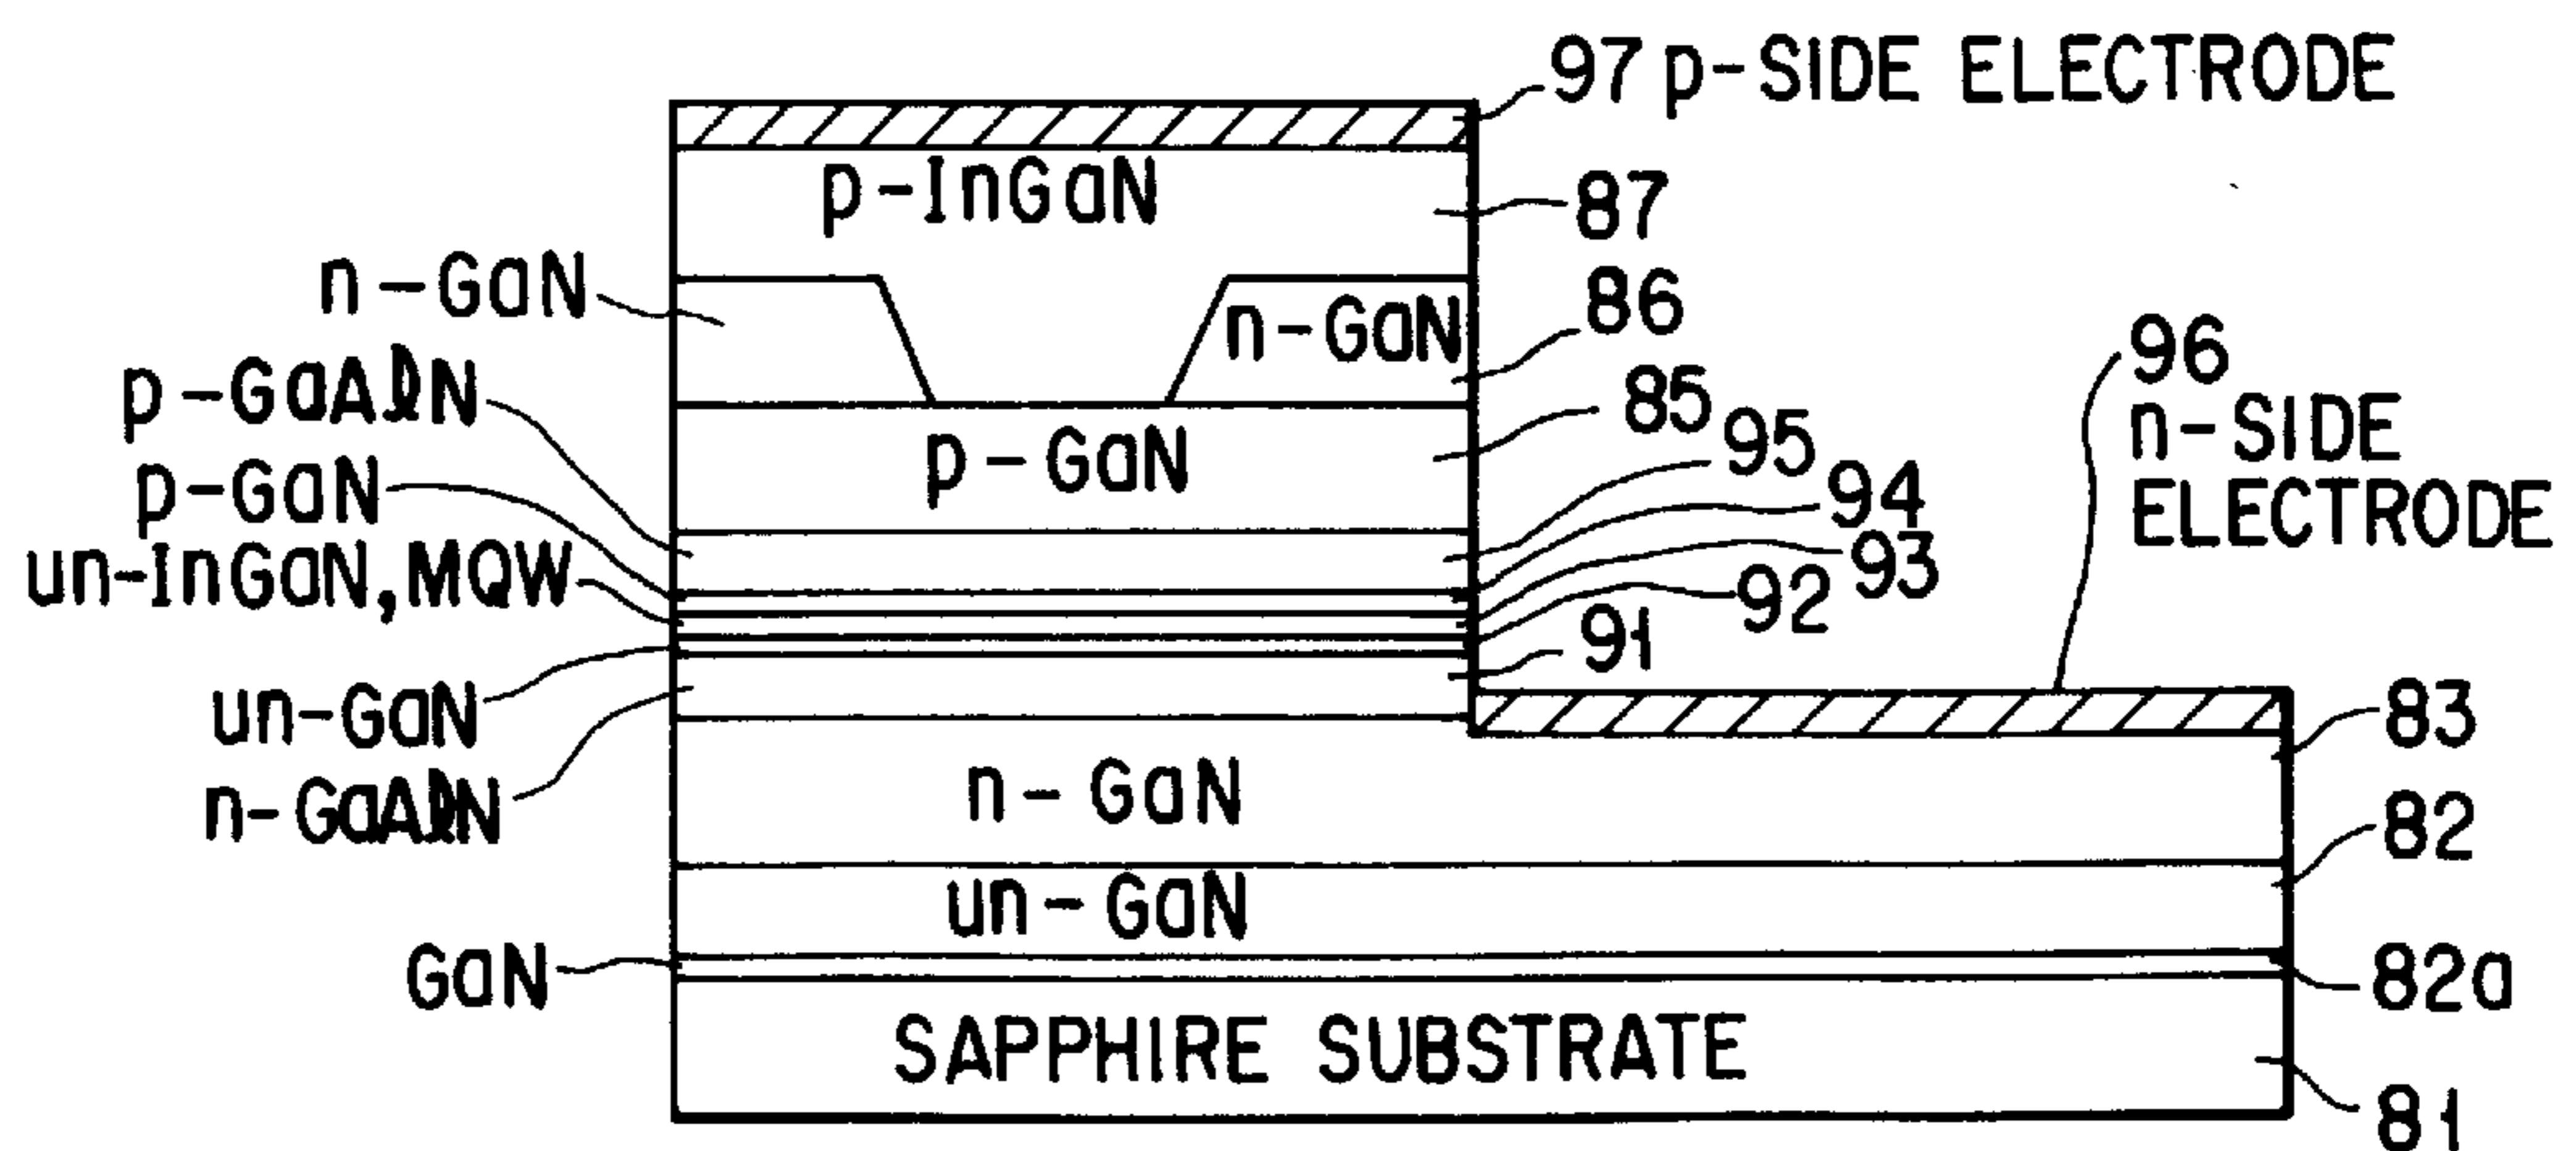 97 p-SIDE ELECTRODE
p-InGaN
87
n-GaN
86
n-GaN
96
n-SIDE
ELECTRODE
p-GaAlN
85
p-GaN
95
p-GaN
94
un-InGaN,MQW
93
92
91
un-GaN
83
n-GaAlN
n-GaN
82
un-GaN
GaN
82a
SAPPHIRE SUBSTRATE
81